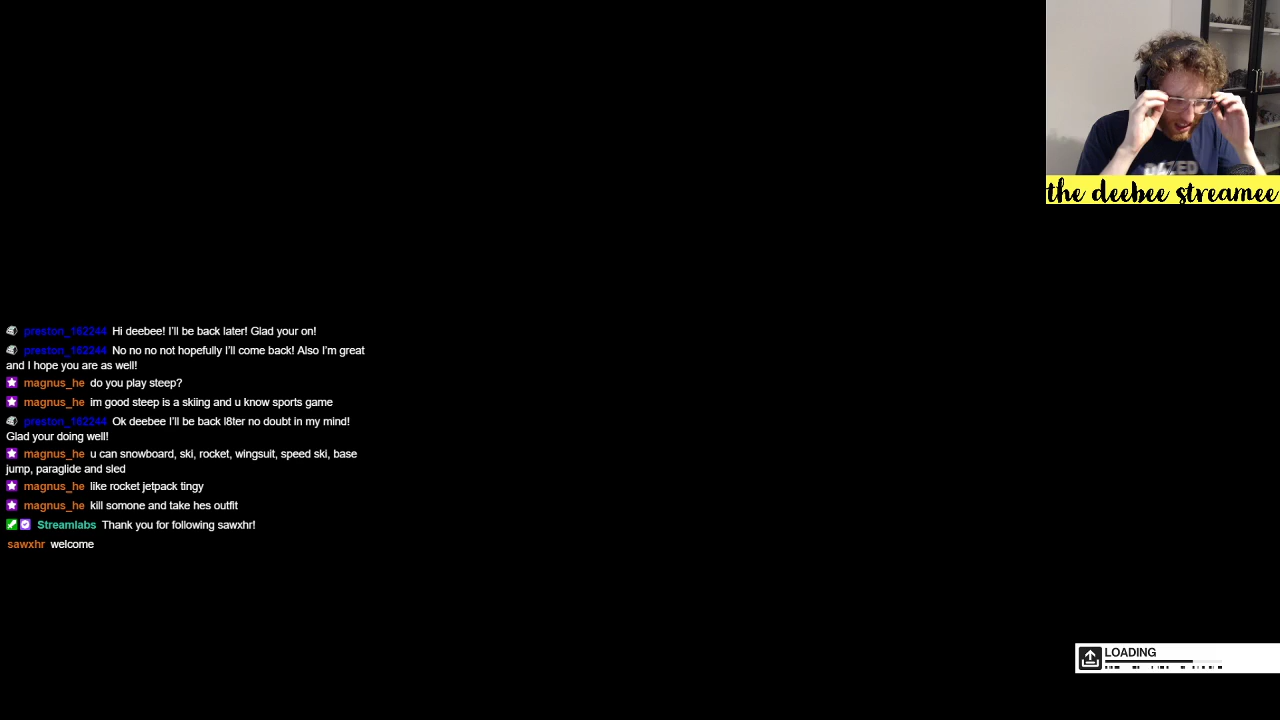 the deebee streamee
preston_162244 Hi deebee! I'll be back later! Glad your on!
preston_162244 No no no not hopefully I'll come back! Also I'm great
and I hope you are as well!
magnus_he do you play steep?
magnus_he im good steep is a skiing and u know sports game
preston_162244 Ok deebee I'll be back l8ter no doubt in my mind!
Glad your doing well!
magnus_he u can snowboard, ski, rocket, wingsuit, speed ski, base
jump, paraglide and sled
magnus_he like rocket jetpack tingy
magnus_he kill somone and take hes outfit
Streamlabs Thank you for following sawxhr!
sawxhr welcome
LOADING